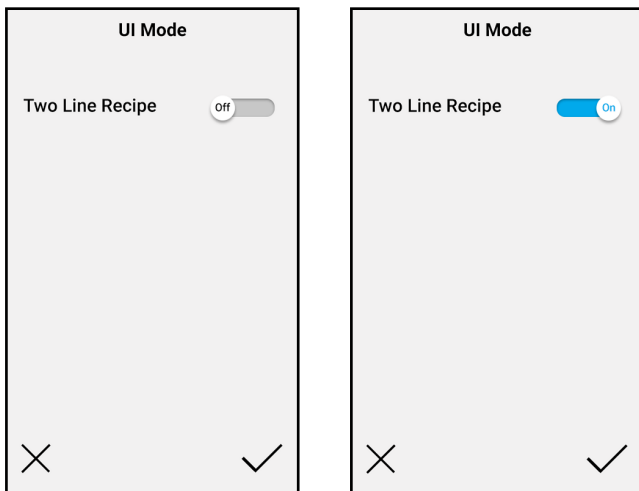 UI Mode
Two Line Recipe Off
UI Mode
Two Line Recipe On